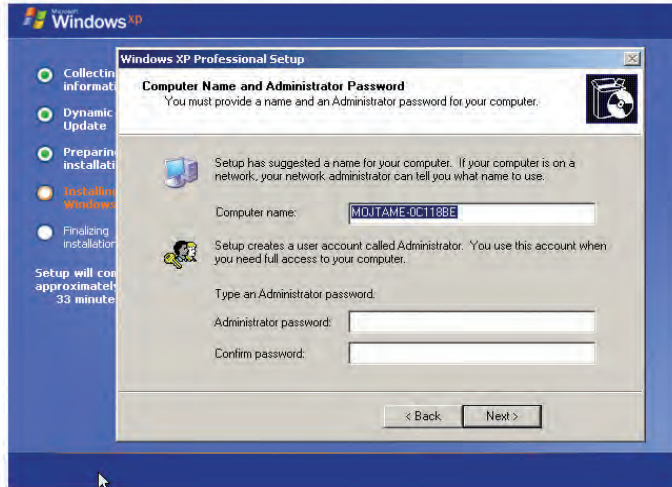 Microsoft
Windows xp
Windows XP Professional Setup
Collectin
informati
Dynamic
Update
Preparin
installati
Installing
Windows
Finalizing
installation
Setup will con
approximately
33 minute
Computer Name and Administrator Password
You must provide a name and an Administrator password for your computer.
Setup has suggested a name for your computer. If your computer is on a
network, your network administrator can tell you what name to use.
Computer name:
MOJTAME-0C118BE
Setup creates a user account called Administrator. You use this account when
you need full access to your computer.
Type an Administrator password.
Administrator password:
Confirm password:
< Back
Next >